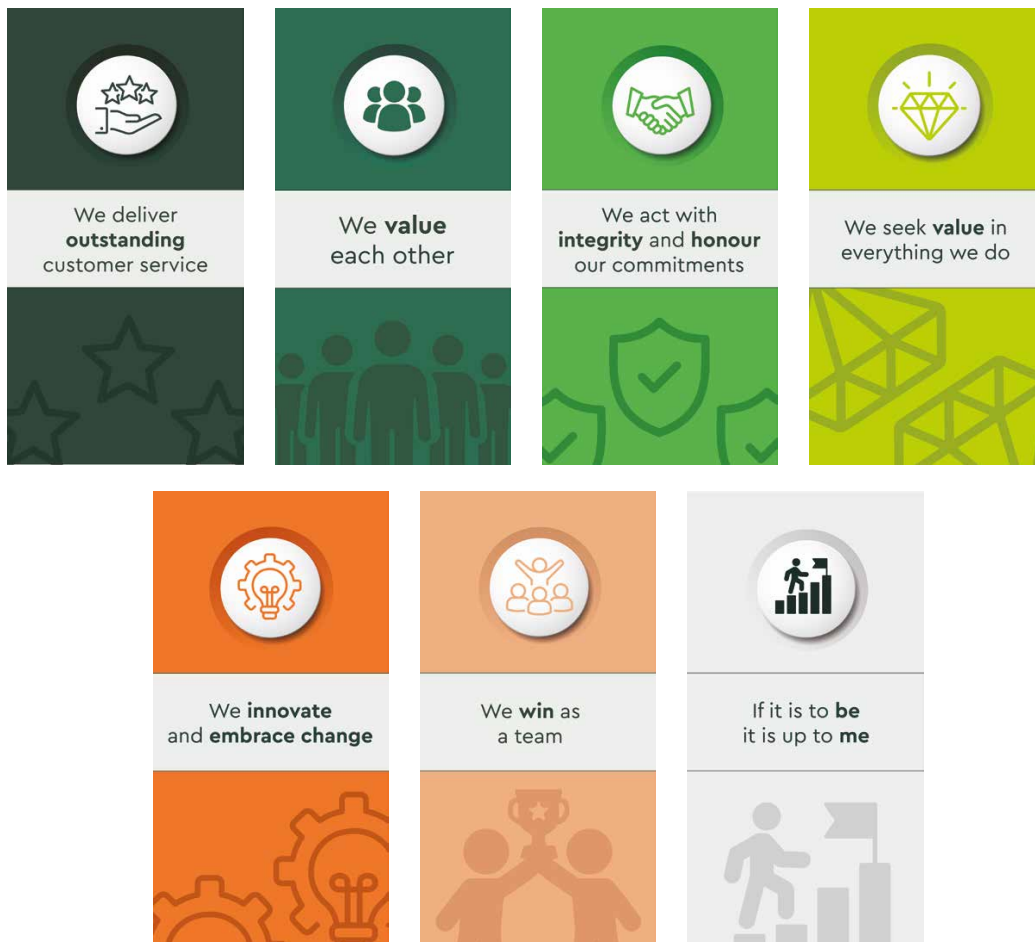 We deliver
outstanding
customer service
We value
each other
We act with
integrity and honour
our commitments
We seek value in
everything we do
We innovate
and embrace change
We win as
a team
If it is to be
it is up to me